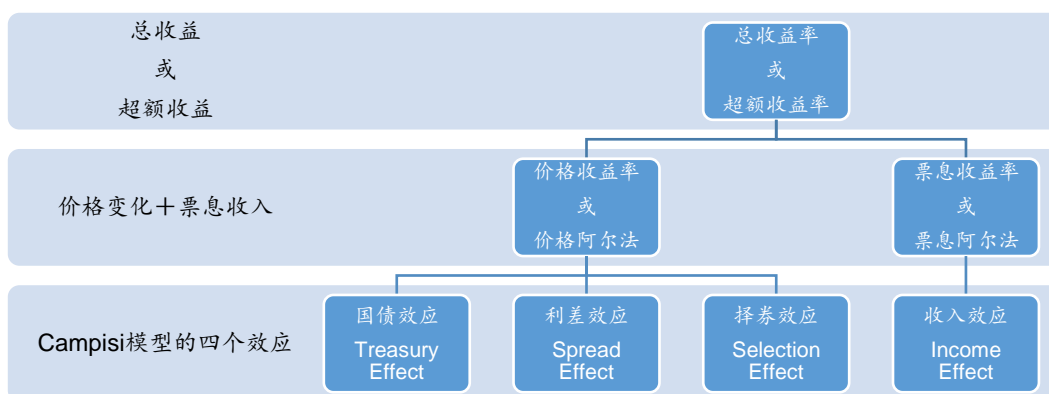 总收益
或
超额收益
总收益率
或
超额收益率
价格变化＋票息收入
价格收益率
或
价格阿尔法
票息收益率
或
票息阿尔法
Campisi模型的四个效应
国债效应
Treasury
Effect
利差效应
Spread
Effect
择券效应
Selection
Effect
收入效应
Income
Effect